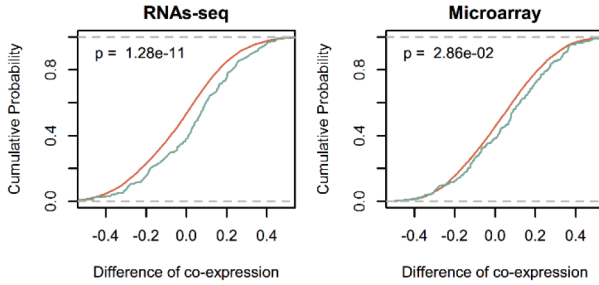 RNAs-seq
Cumulative Probability
0.0 0.4 0.8
p = 1.28e-11
-0.4 -0.2 0.0 0.2 0.4
Difference of co-expression
Microarray
Cumulative Probability
0.0 0.4 0.8
p = 2.86e-02
-0.4 -0.2 0.0 0.2 0.4
Difference of co-expression